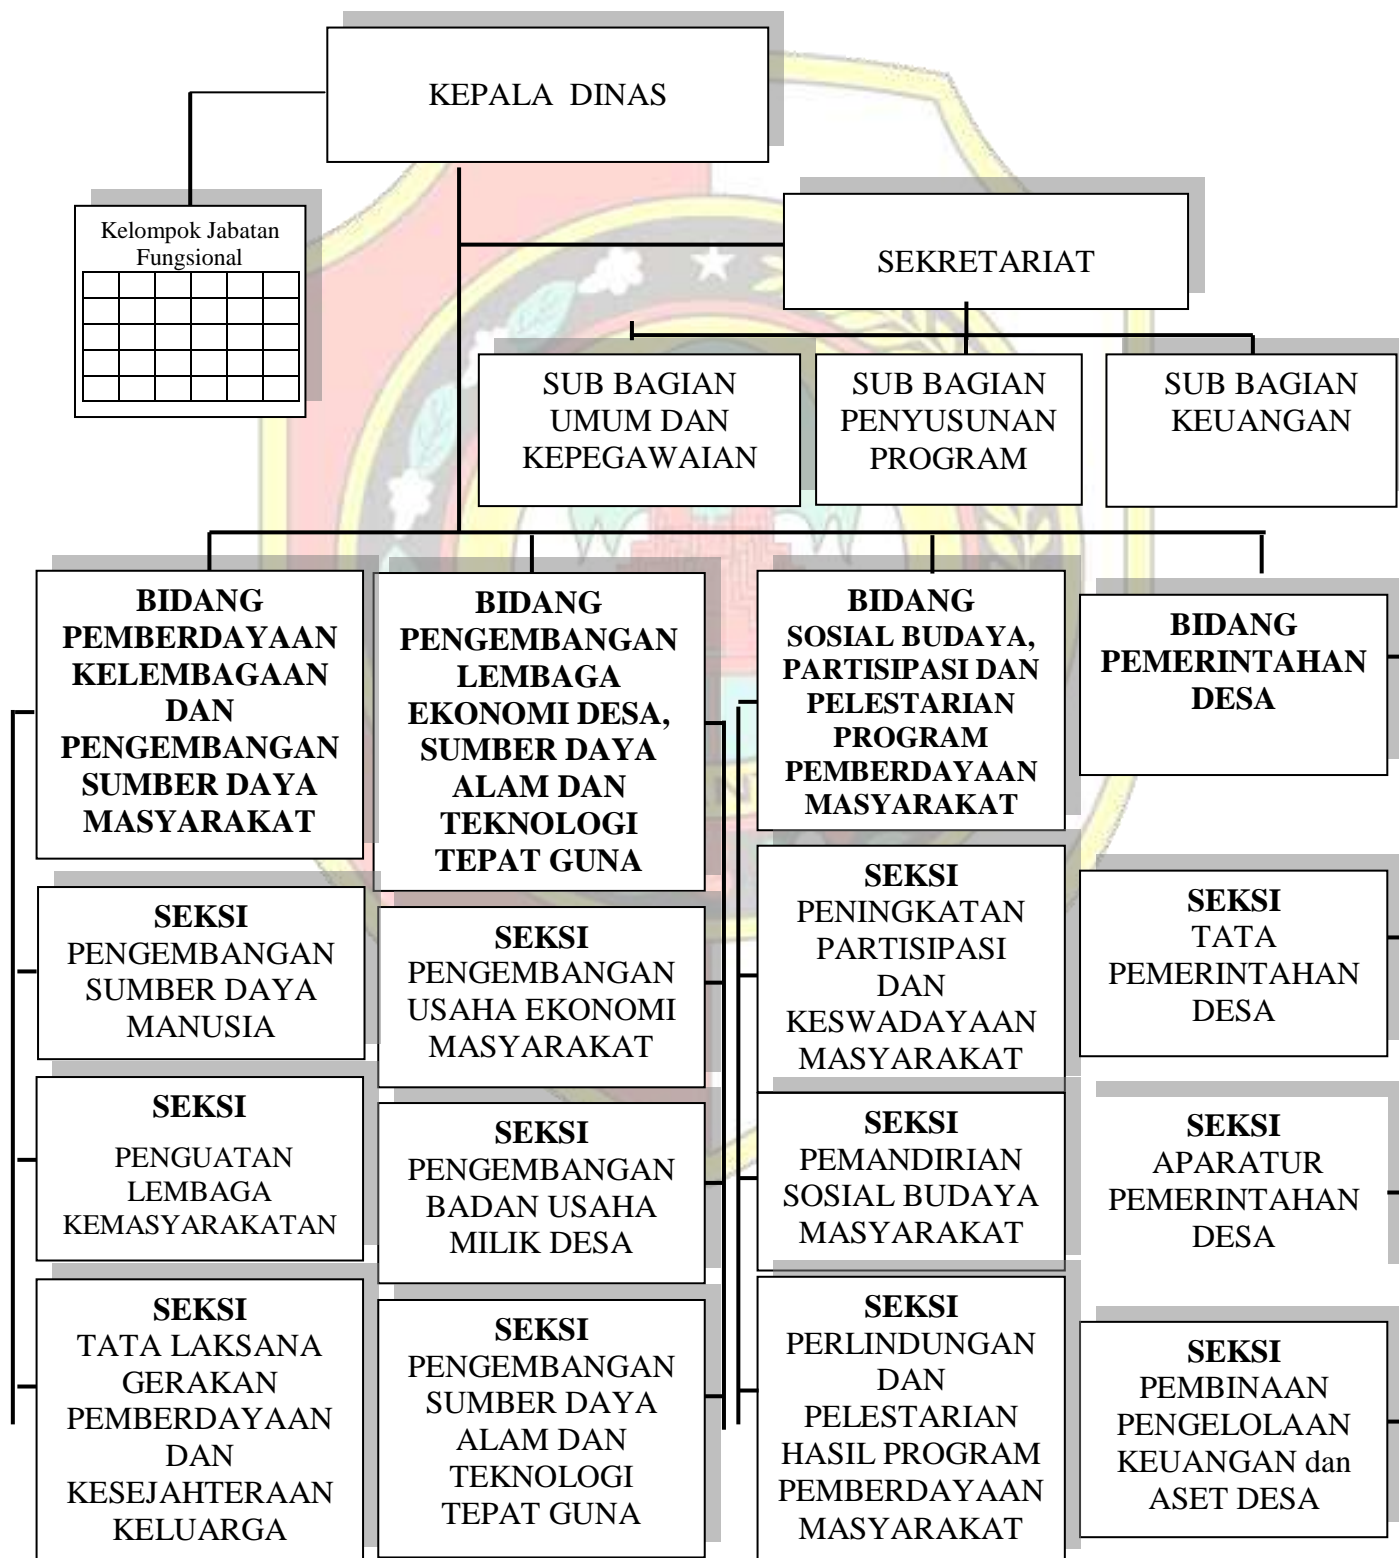 KEPALA DINAS
Kelompok Jabatan
Fungsional
SEKRETARIAT
SUB BAGIAN
UMUM DAN
KEPEGAWAIAN
SUB BAGIAN
PENYUSUNAN
PROGRAM
SUB BAGIAN
KEUANGAN
BIDANG
PEMBERDAYAAN
KELEMBAGAAN
DAN
PENGEMBANGAN
SUMBER DAYA
MASYARAKAT
SEKSI
PENGEMBANGAN
SUMBER DAYA
MANUSIA
SEKSI
PENGUATAN
LEMBAGA
KEMASYARAKATAN
SEKSI
TATA LAKSANA
GERAKAN
PEMBERDAYAAN
DAN
KESEJAHTERAAN
KELUARGA
BIDANG
PENGEMBANGAN
LEMBAGA
EKONOMI DESA,
SUMBER DAYA
ALAM DAN
TEKNOLOGI
TEPAT GUNA
SEKSI
PENGEMBANGAN
USAHA EKONOMI
MASYARAKAT
SEKSI
PENGEMBANGAN
BADAN USAHA
MILIK DESA
SEKSI
PENGEMBANGAN
SUMBER DAYA
ALAM DAN
TEKNOLOGI
TEPAT GUNA
BIDANG
SOSIAL BUDAYA,
PARTISIPASI DAN
PELESTARIAN
PROGRAM
PEMBERDAYAAN
MASYARAKAT
SEKSI
PENINGKATAN
PARTISIPASI
DAN
KESWADAYAAN
MASYARAKAT
SEKSI
PEMANDIRIAN
SOSIAL BUDAYA
MASYARAKAT
SEKSI
PERLINDUNGAN
DAN
PELESTARIAN
HASIL PROGRAM
PEMBERDAYAAN
MASYARAKAT
BIDANG
PEMERINTAHAN
DESA
SEKSI
TATA
PEMERINTAHAN
DESA
SEKSI
APARATUR
PEMERINTAHAN
DESA
SEKSI
PEMBINAAN
PENGELOLAAN
KEUANGAN dan
ASET DESA